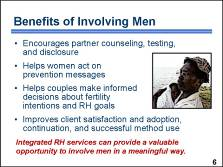 Benefits of Involving Men
• Encourages partner counseling, testing,
and disclosure
• Helps women act on
prevention messages
• Helps couples make informed
decisions about fertility
intentions and RH goals
• Improves client satisfaction and adoption,
continuation, and successful method use
Integrated RH services can provide a valuable
opportunity to involve men in a meaningful way.
6